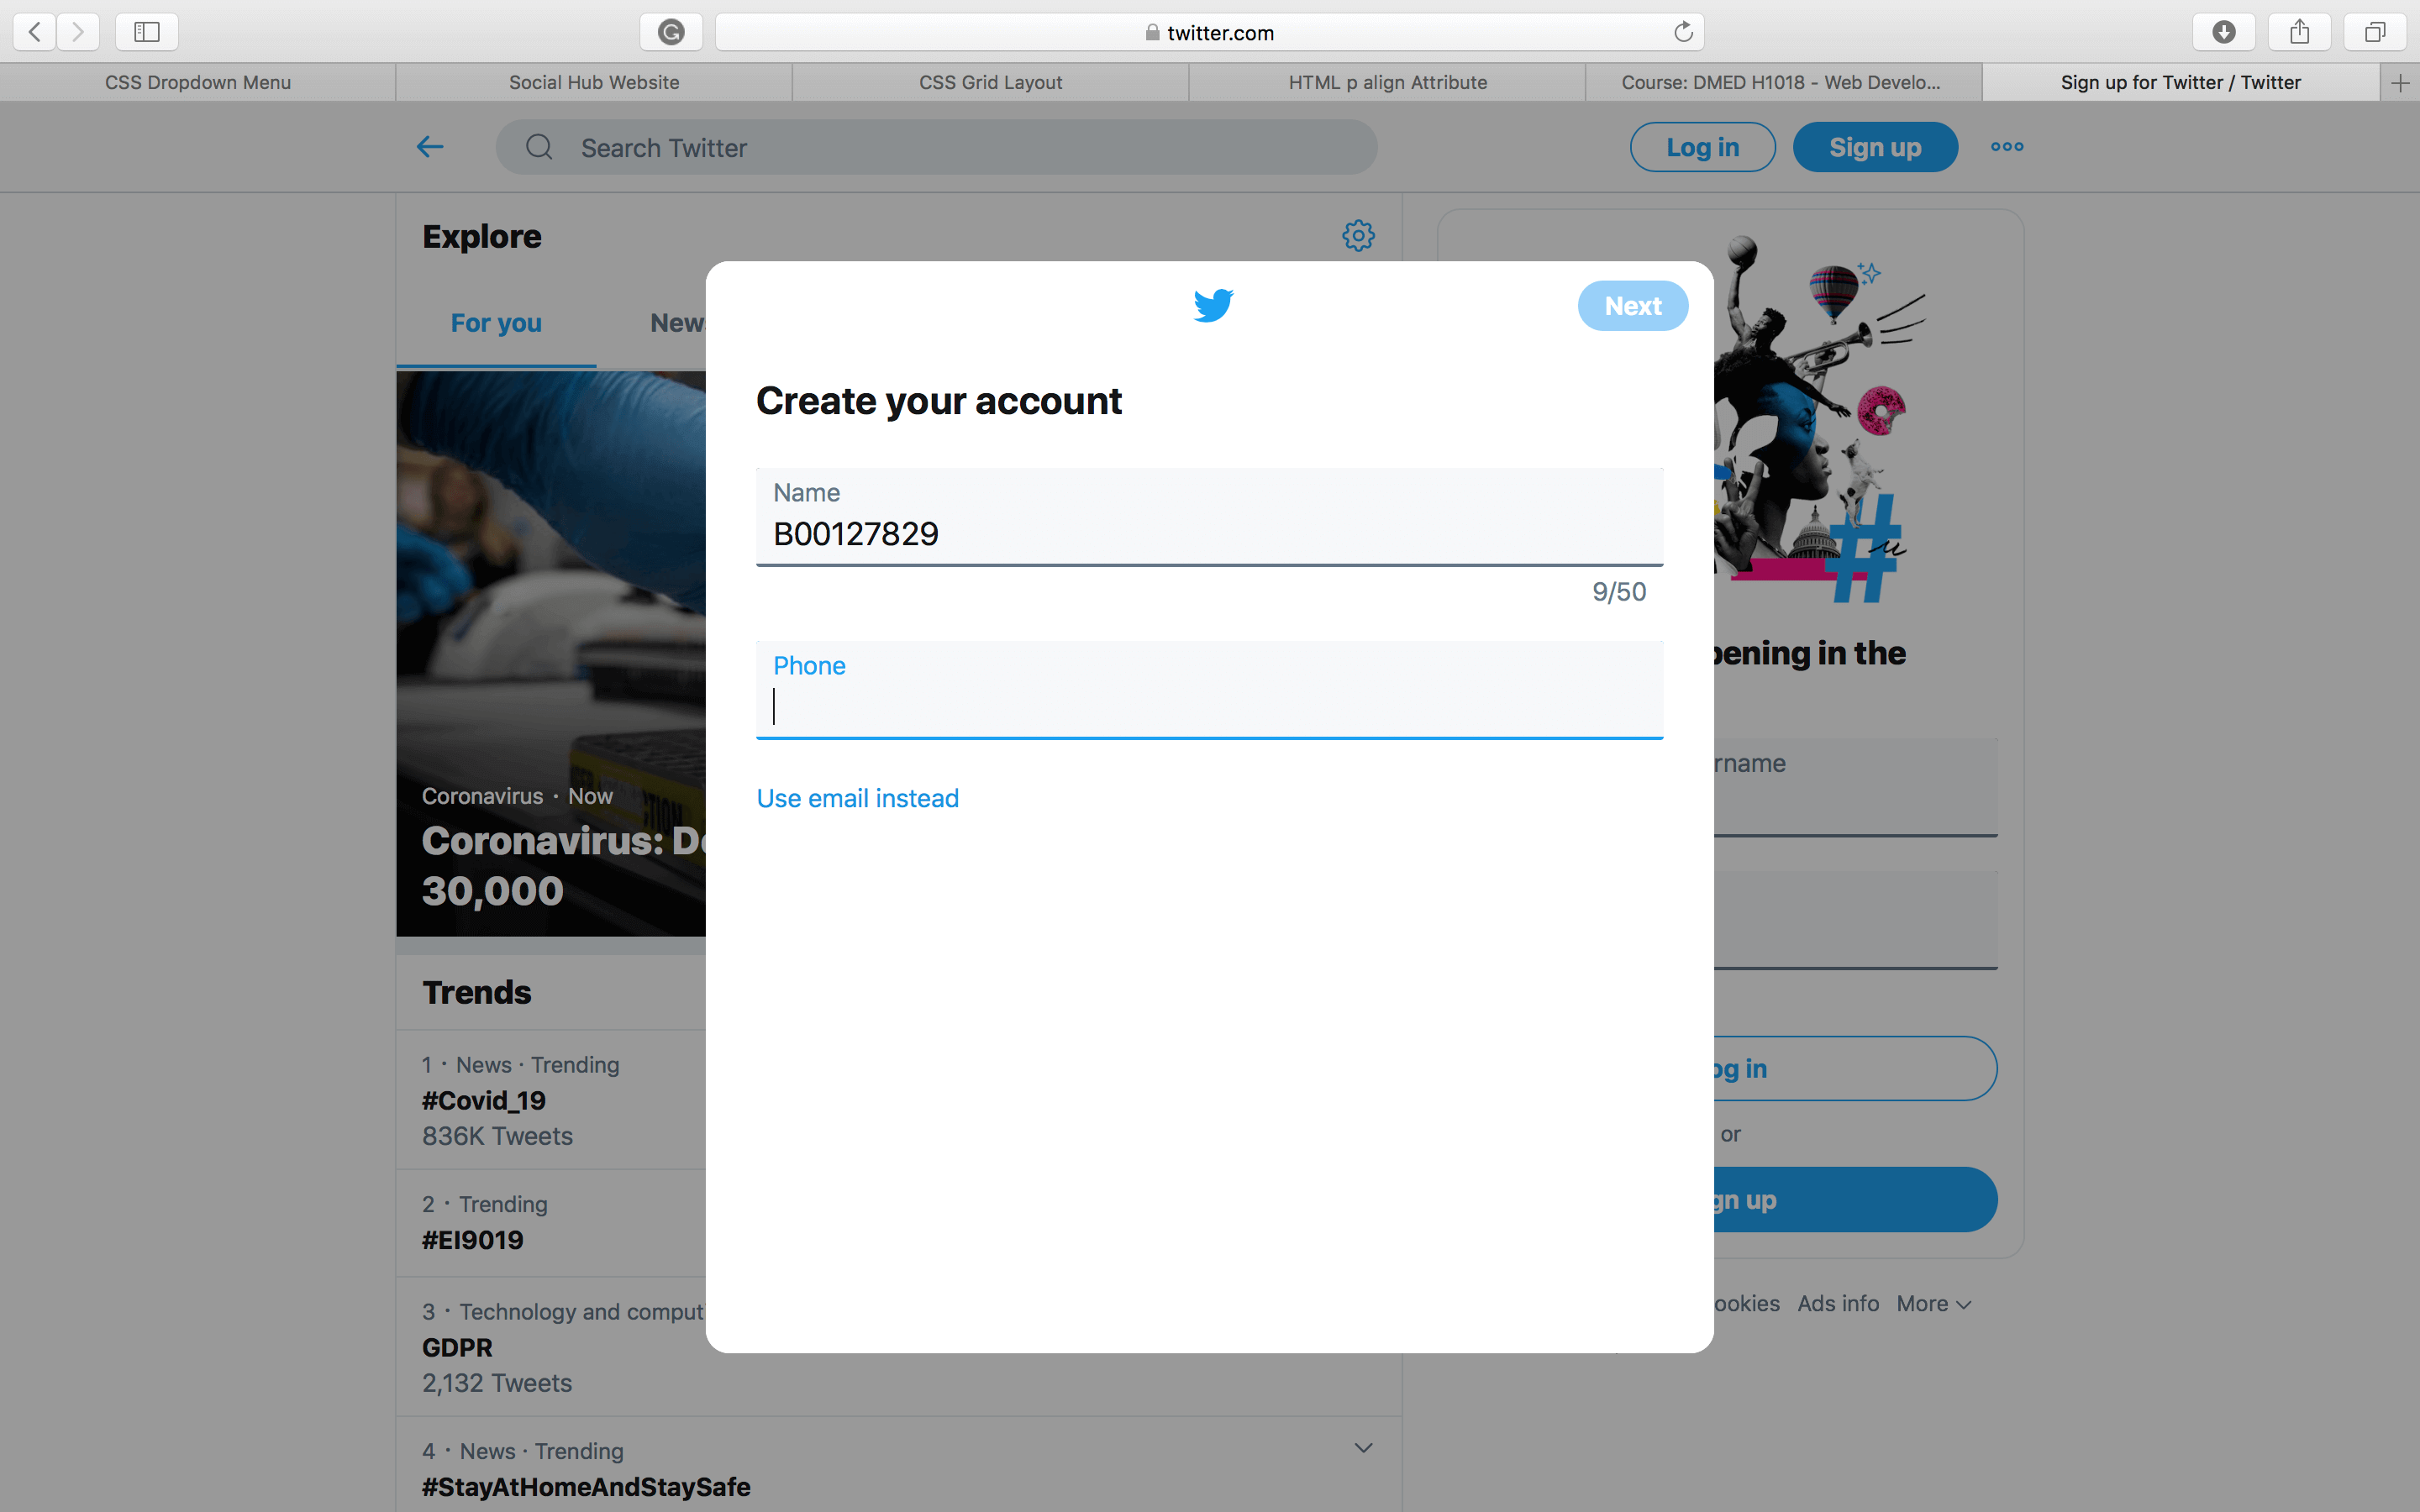 twitter.com
CSS Dropdown Menu
Social Hub Website
CSS Grid Layout
HTML p align Attribute
Course: DMED H1018 - Web Develo...
Sign up for Twitter / Twitter
Search Twitter
Log in
Sign up
Explore
For you
New
Next
Create your account
Name
B00127829
9/50
Phone
Use email instead
Coronavirus · Now
Coronavirus: De
30,000
pening in the
rname
og in
or
gn up
ookies Ads info More
Trends
1 · News · Trending
#Covid_19
836K Tweets
2 · Trending
#EI9019
3 · Technology and comput
GDPR
2,132 Tweets
4 · News · Trending
#StayAtHomeAndStaySafe